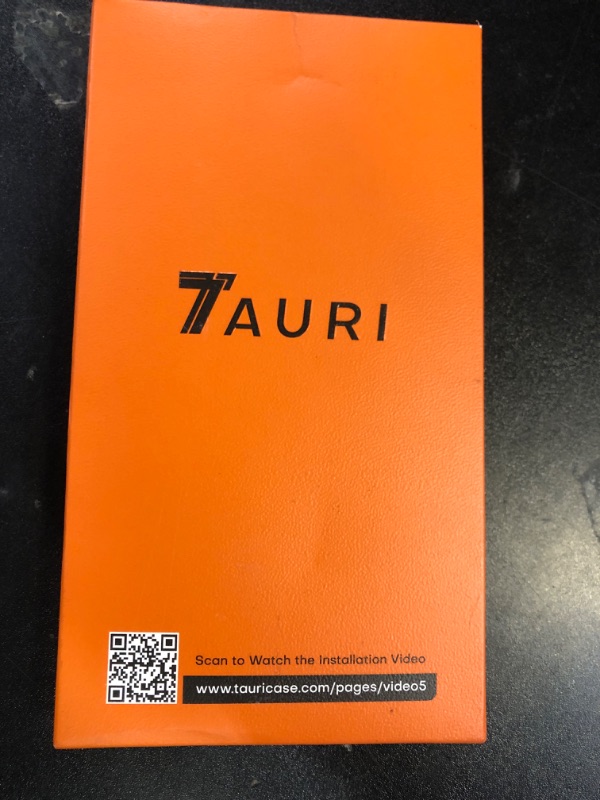 TAURI
Scan to Watch the Installation Video
www.tauricase.com/pages/video5